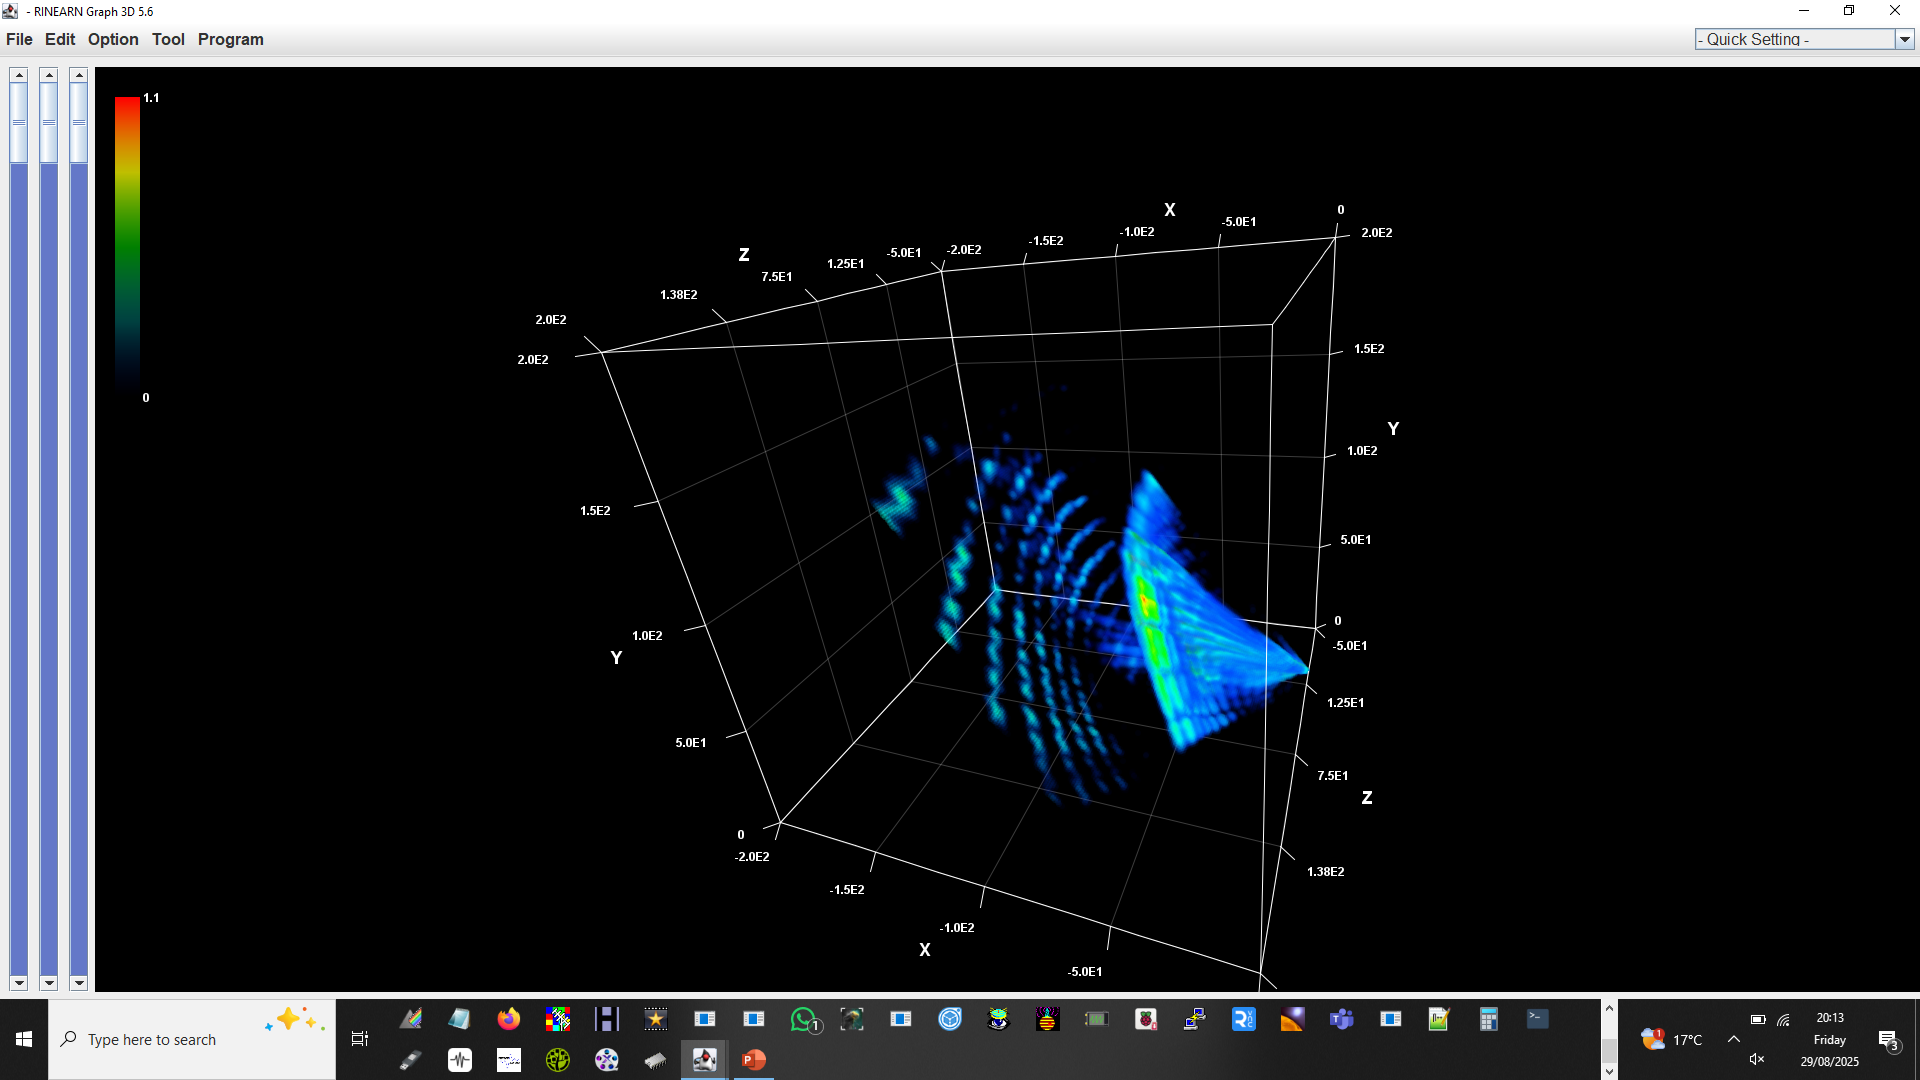 - RINEARN Graph 3D 5.6
File Edit Option Tool Program
- Quick Setting -
1.1
0
X
0
-5.0E1
2.0E2
-1.0E2
-1.5E2
-2.0E2
Z
-5.0E1
1.25E1
7.5E1
1.38E2
2.0E2
2.0E2
1.5E2
1.0E2
Y
5.0E1
0
-5.0E1
1.25E1
7.5E1
Z
1.38E2
1.5E2
1.0E2
Y
5.0E1
0
-2.0E2
-1.5E2
-1.0E2
X
-5.0E1
Type here to search
1
1
17°C
20:13
Friday
29/08/2025
3